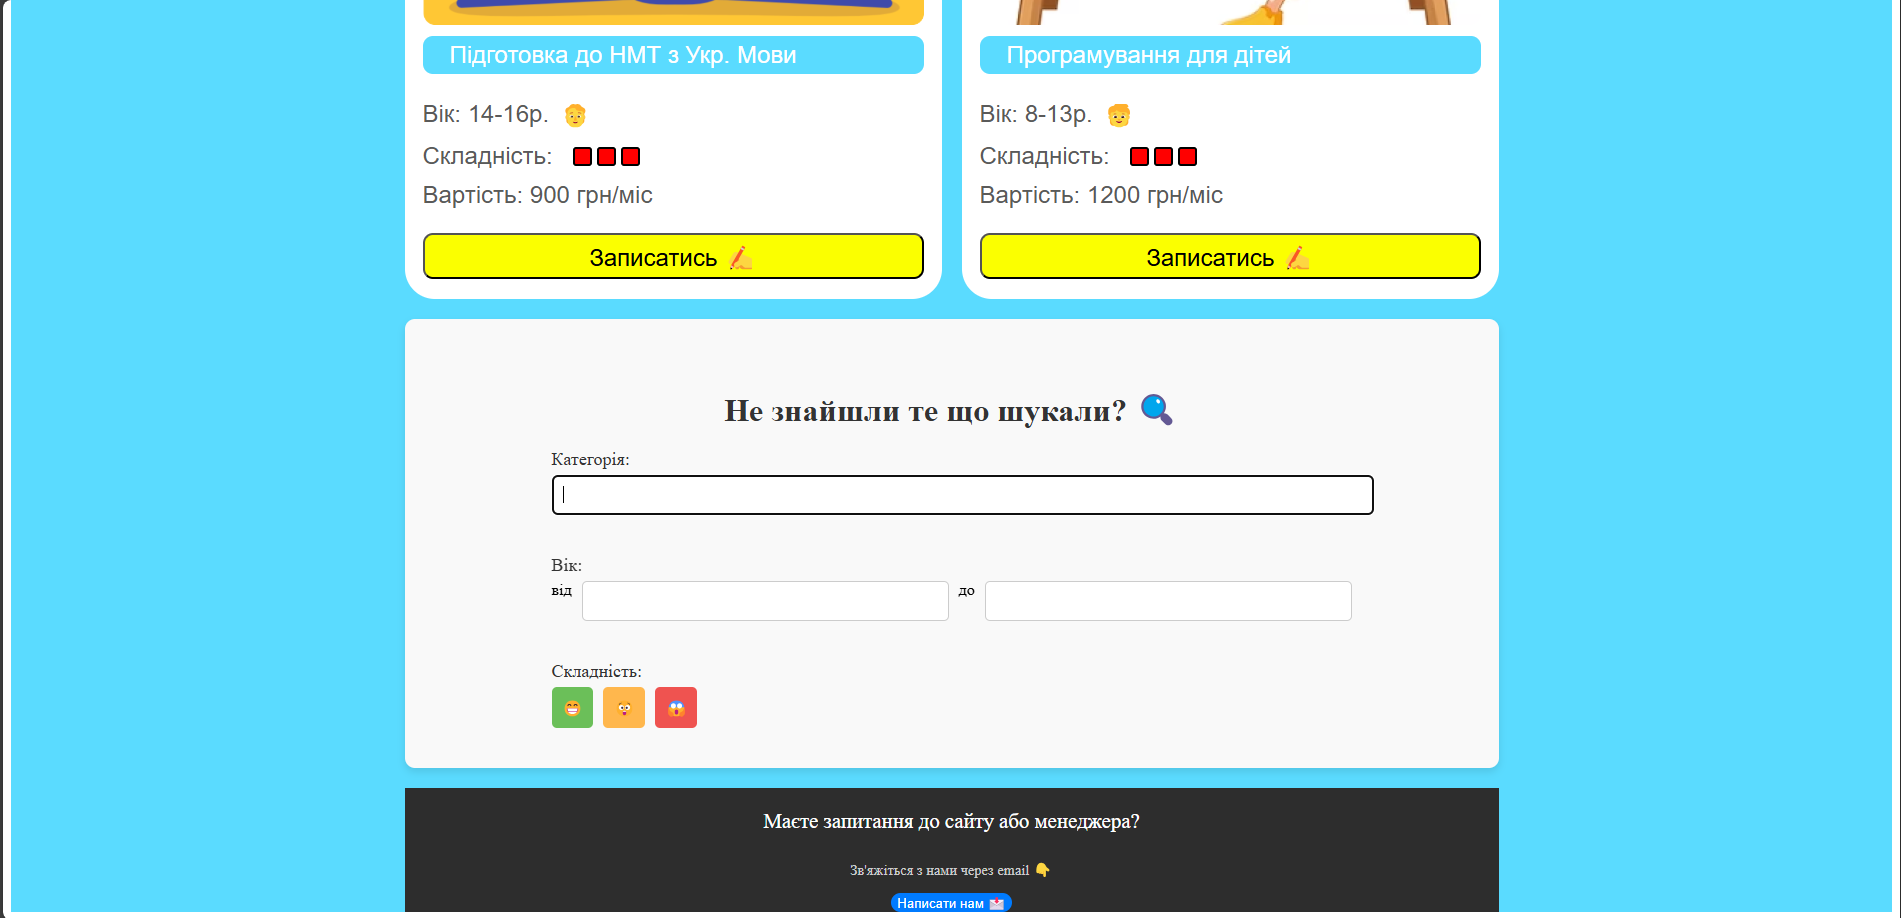 Підготовка до НМТ з Укр. Мови
Вік: 14-16р.
Складність:
Вартість: 900 грн/міс
Записатись ✍️
Програмування для дітей
Вік: 8-13р.
Складність:
Вартість: 1200 грн/міс
Записатись ✍️
Не знайшли те що шукали? 🔍
Категорія:
Вік:
від до
Складність:
Маєте запитання до сайту або менеджера?
Зв'яжіться з нами через email 👇
Написати нам 💌